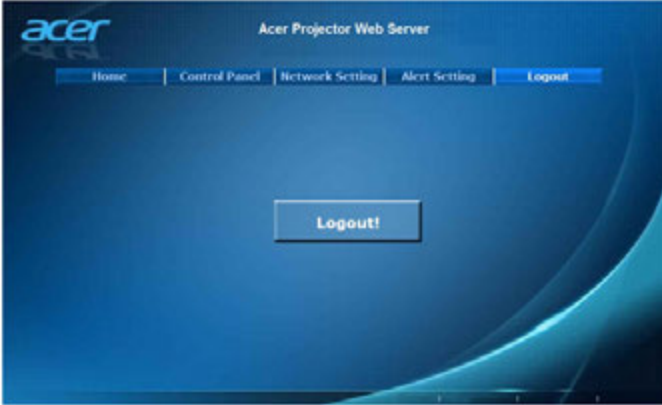 acer
Acer Projector Web Server
Home Control Panel Network Setting Alert Setting Logout
Logout!